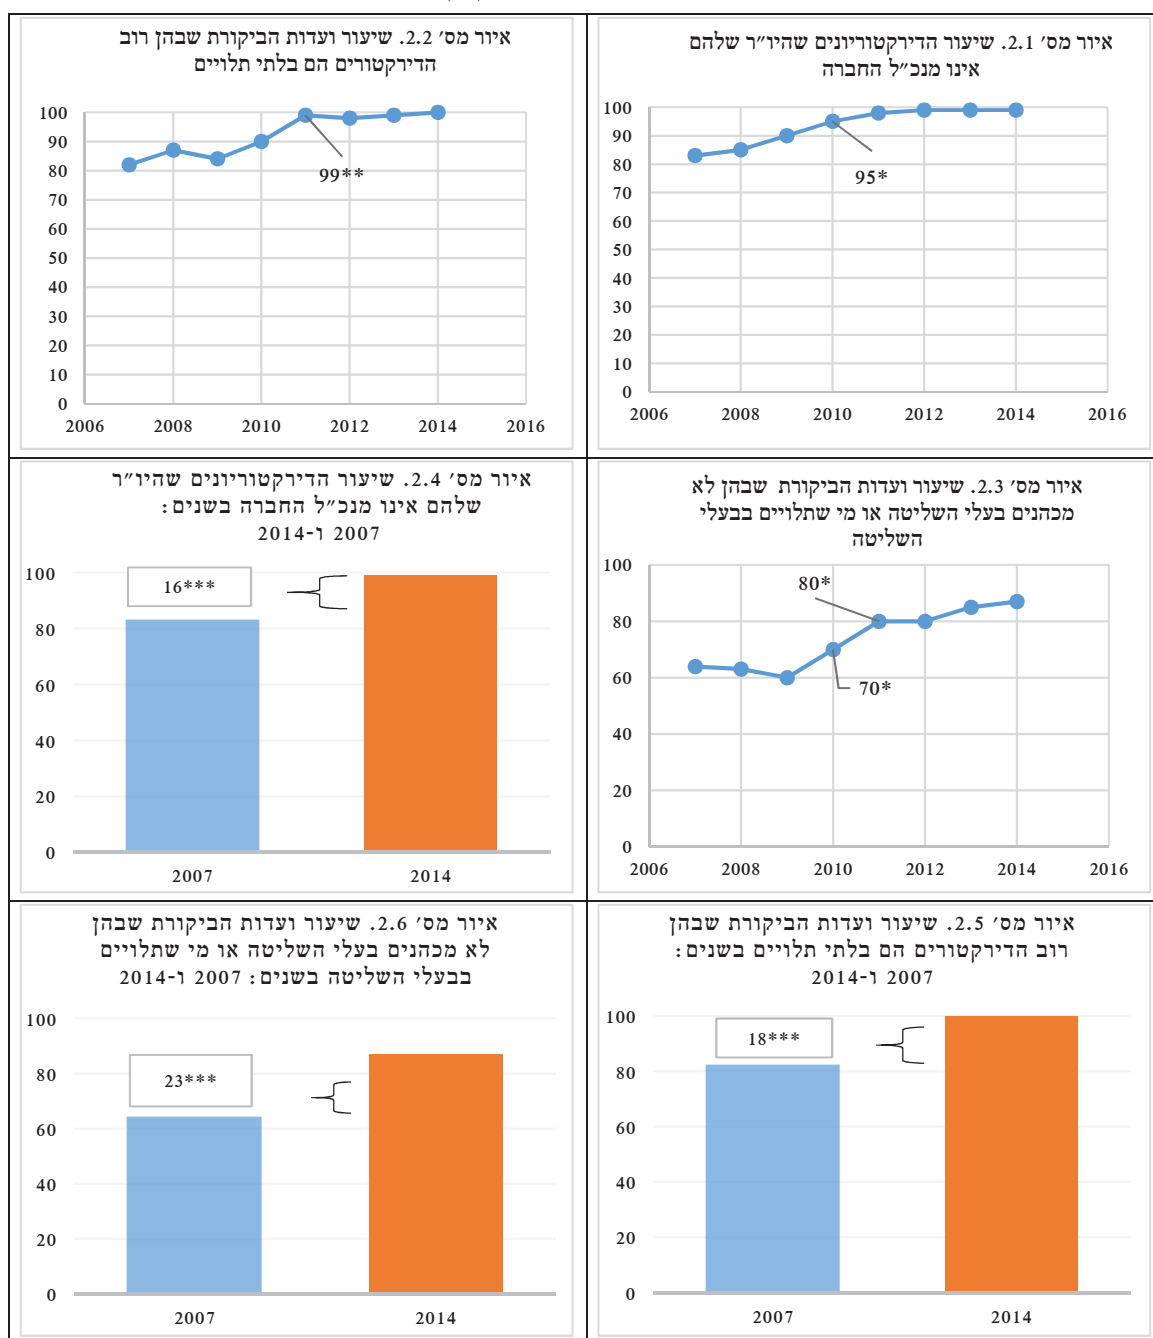 איור מס׳ 2.1. שיעור הדירקטוריונים שהיו״ר שלהם
אינו מנכ״ל החברה
100
90
80
70
60
50
40
30
20
10
0
95*
2006 2008 2010 2012 2014 2016
איור מס׳ 2.2. שיעור ועדות הביקורת שבהן רוב
הדירקטורים הם בלתי תלויים
100
90
80
70
60
50
40
30
20
10
0
99**
2006 2008 2010 2012 2014 2016
איור מס׳ 2.3. שיעור ועדות הביקורת שבהן לא
מכהנים בעלי השליטה או מי שתלויים בבעלי
השליטה
100
80
60
40
20
0
80*
70*
2006 2008 2010 2012 2014 2016
איור מס׳ 2.4. שיעור הדירקטוריונים שהיו״ר
שלהם אינו מנכ״ל החברה בשנים:
2007 ו-2014
100
80
60
40
20
0
16***
2007 2014
איור מס׳ 2.5. שיעור ועדות הביקורת שבהן
רוב הדירקטורים הם בלתי תלויים בשנים:
2007 ו-2014
100
80
60
40
20
0
18***
2007 2014
איור מס׳ 2.6. שיעור ועדות הביקורת שבהן
לא מכהנים בעלי השליטה או מי שתלויים
בבעלי השליטה בשנים: 2007 ו-2014
100
80
60
40
20
0
23***
2007 2014